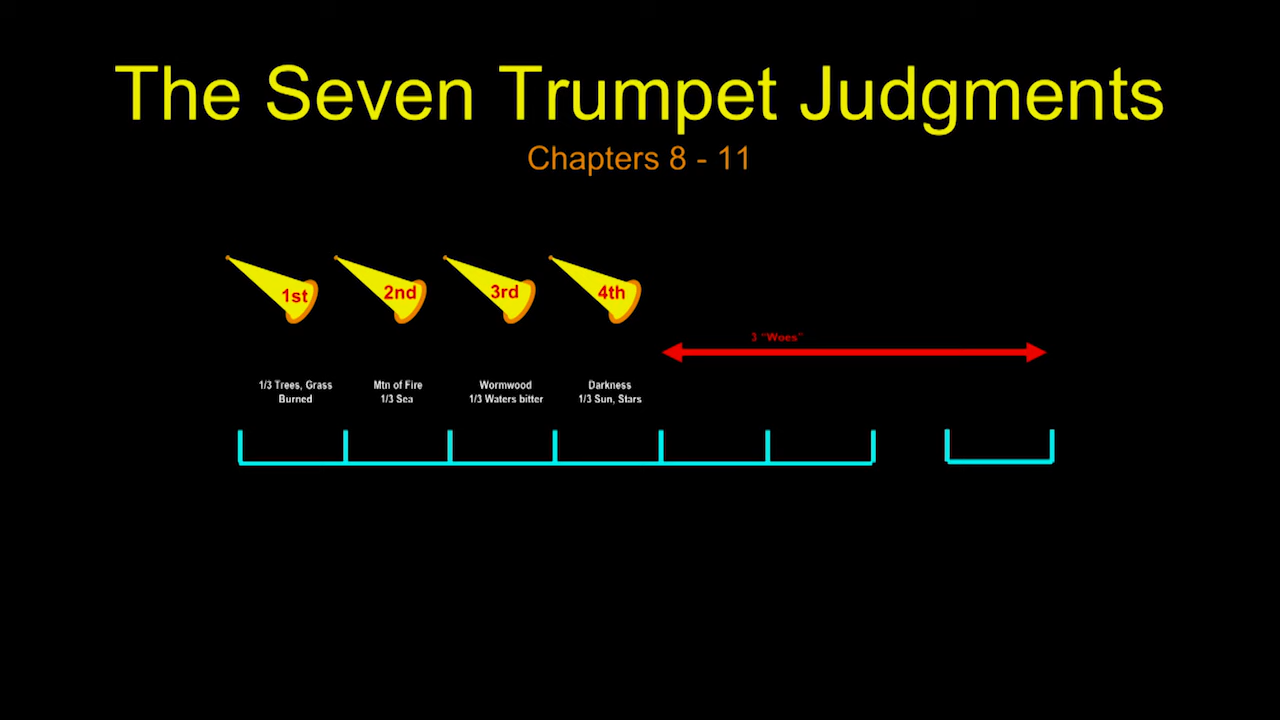 The Seven Trumpet Judgments
Chapters 8 - 11
1st
2nd
3rd
4th
3 "Woes"
1/3 Trees, Grass
Burned
Mtn of Fire
1/3 Sea
Wormwood
1/3 Waters bitter
Darkness
1/3 Sun, Stars